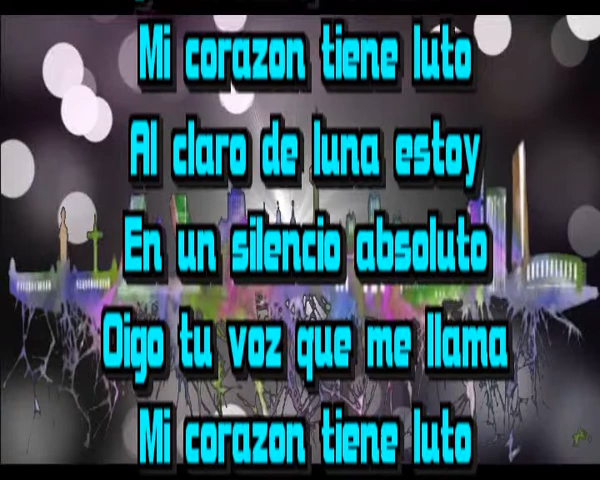 Mi corazon tiene luto
Al claro de luna estoy
En un silencio absoluto
Oigo tu voz que me llama
Mi corazon tiene luto